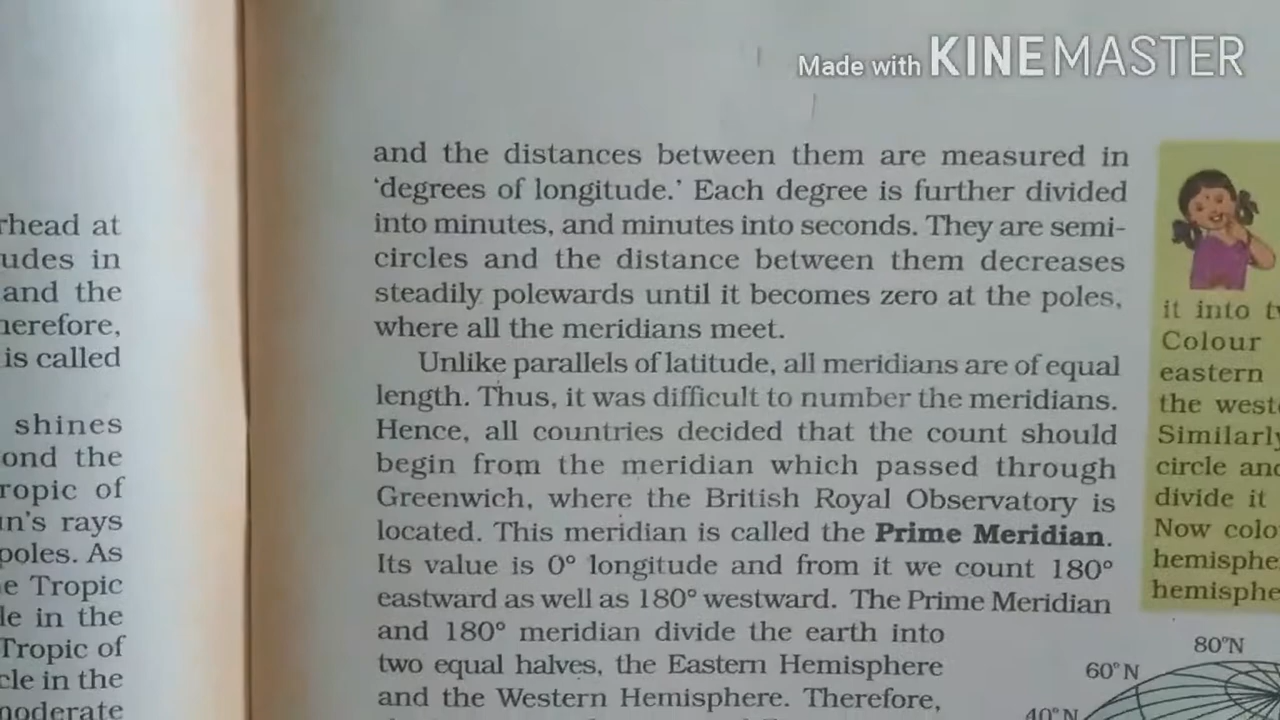 Made with KINEMASTER
rhead at
udes in
and the
herefore,
is called
shines
ond the
ropic of
un's rays
poles. As
e Tropic
le in the
Tropic of
cle in the
moderate
and the distances between them are measured in
‘degrees of longitude.’ Each degree is further divided
into minutes, and minutes into seconds. They are semi-
circles and the distance between them decreases
steadily polewards until it becomes zero at the poles,
where all the meridians meet.
Unlike parallels of latitude, all meridians are of equal
length. Thus, it was difficult to number the meridians.
Hence, all countries decided that the count should
begin from the meridian which passed through
Greenwich, where the British Royal Observatory is
located. This meridian is called the Prime Meridian.
Its value is 0° longitude and from it we count 180°
eastward as well as 180° westward. The Prime Meridian
and 180° meridian divide the earth into
two equal halves, the Eastern Hemisphere
and the Western Hemisphere. Therefore,
it into tw
Colour
eastern
the weste
Similarly
circle and
divide it
Now colo
hemisphe
hemisphe
80°N
60°N
40°N